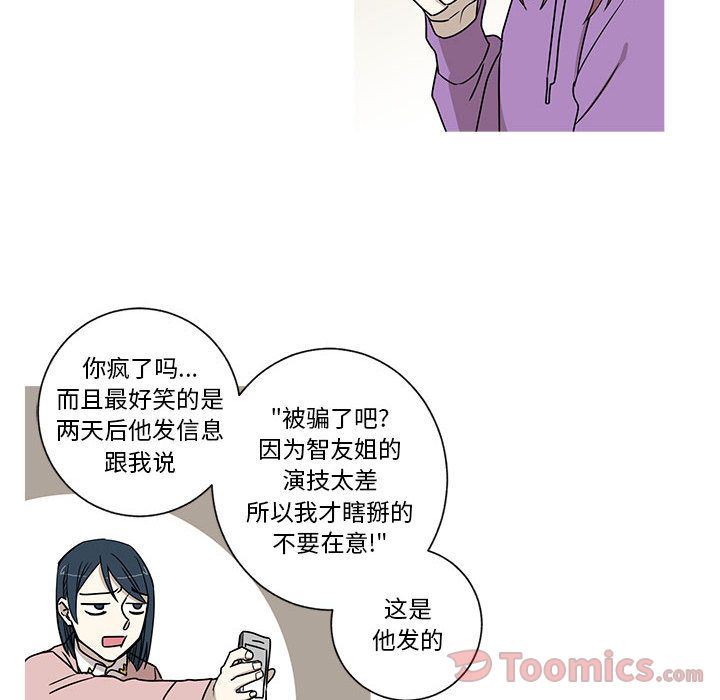 你疯了吗...
而且最好笑的是
两天后他发信息
跟我说
"被骗了吧?
因为智友姐的
演技太差
所以我才瞎掰的
不要在意!"
这是
他发的
Toomics.com